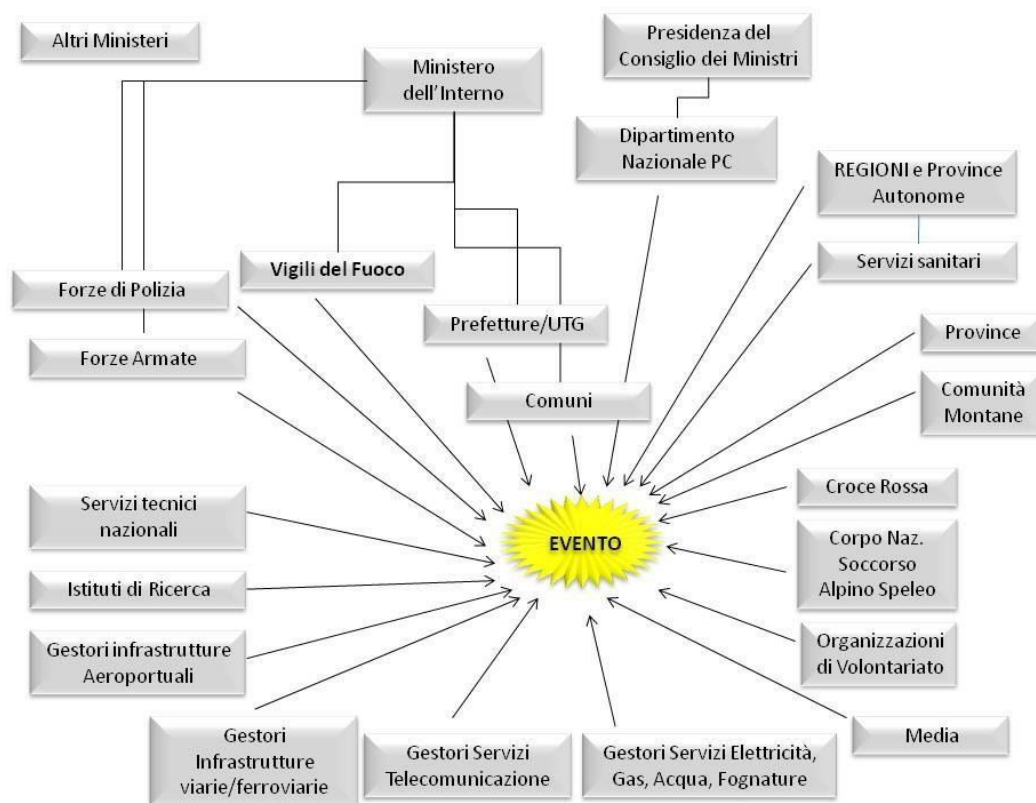 Altri Ministeri
Ministero
dell'Interno
Presidenza del
Consiglio dei Ministri
Dipartimento
Nazionale PC
REGIONI e Province
Autonome
Servizi sanitari
Vigili del Fuoco
Forze di Polizia
Prefetture/UTG
Forze Armate
Province
Comuni
Comunità
Montane
Servizi tecnici
nazionali
Croce Rossa
EVENTO
Corpo Naz.
Soccorso
Alpino Speleo
Istituti di Ricerca
Gestori infrastrutture
Aeroportuali
Organizzazioni
di Volontariato
Gestori
Infrastrutture
viarie/ferroviarie
Gestori Servizi
Telecomunicazione
Gestori Servizi Elettricità,
Gas, Acqua, Fognature
Media